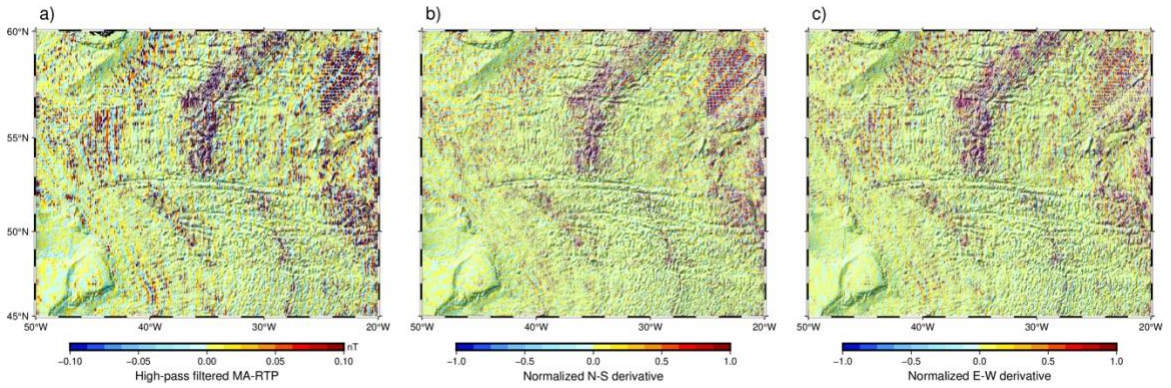 a)
b)
c)
60°N
55°N
50°N
45°N
50°W 40°W 30°W 20°W
50°W 40°W 30°W 20°W
50°W 40°W 30°W 20°W
nT
−0.10 −0.05 0.00 0.05 0.10
High-pass filtered MA-RTP
−1.0 −0.5 0.0 0.5 1.0
Normalized N-S derivative
−1.0 −0.5 0.0 0.5 1.0
Normalized E-W derivative